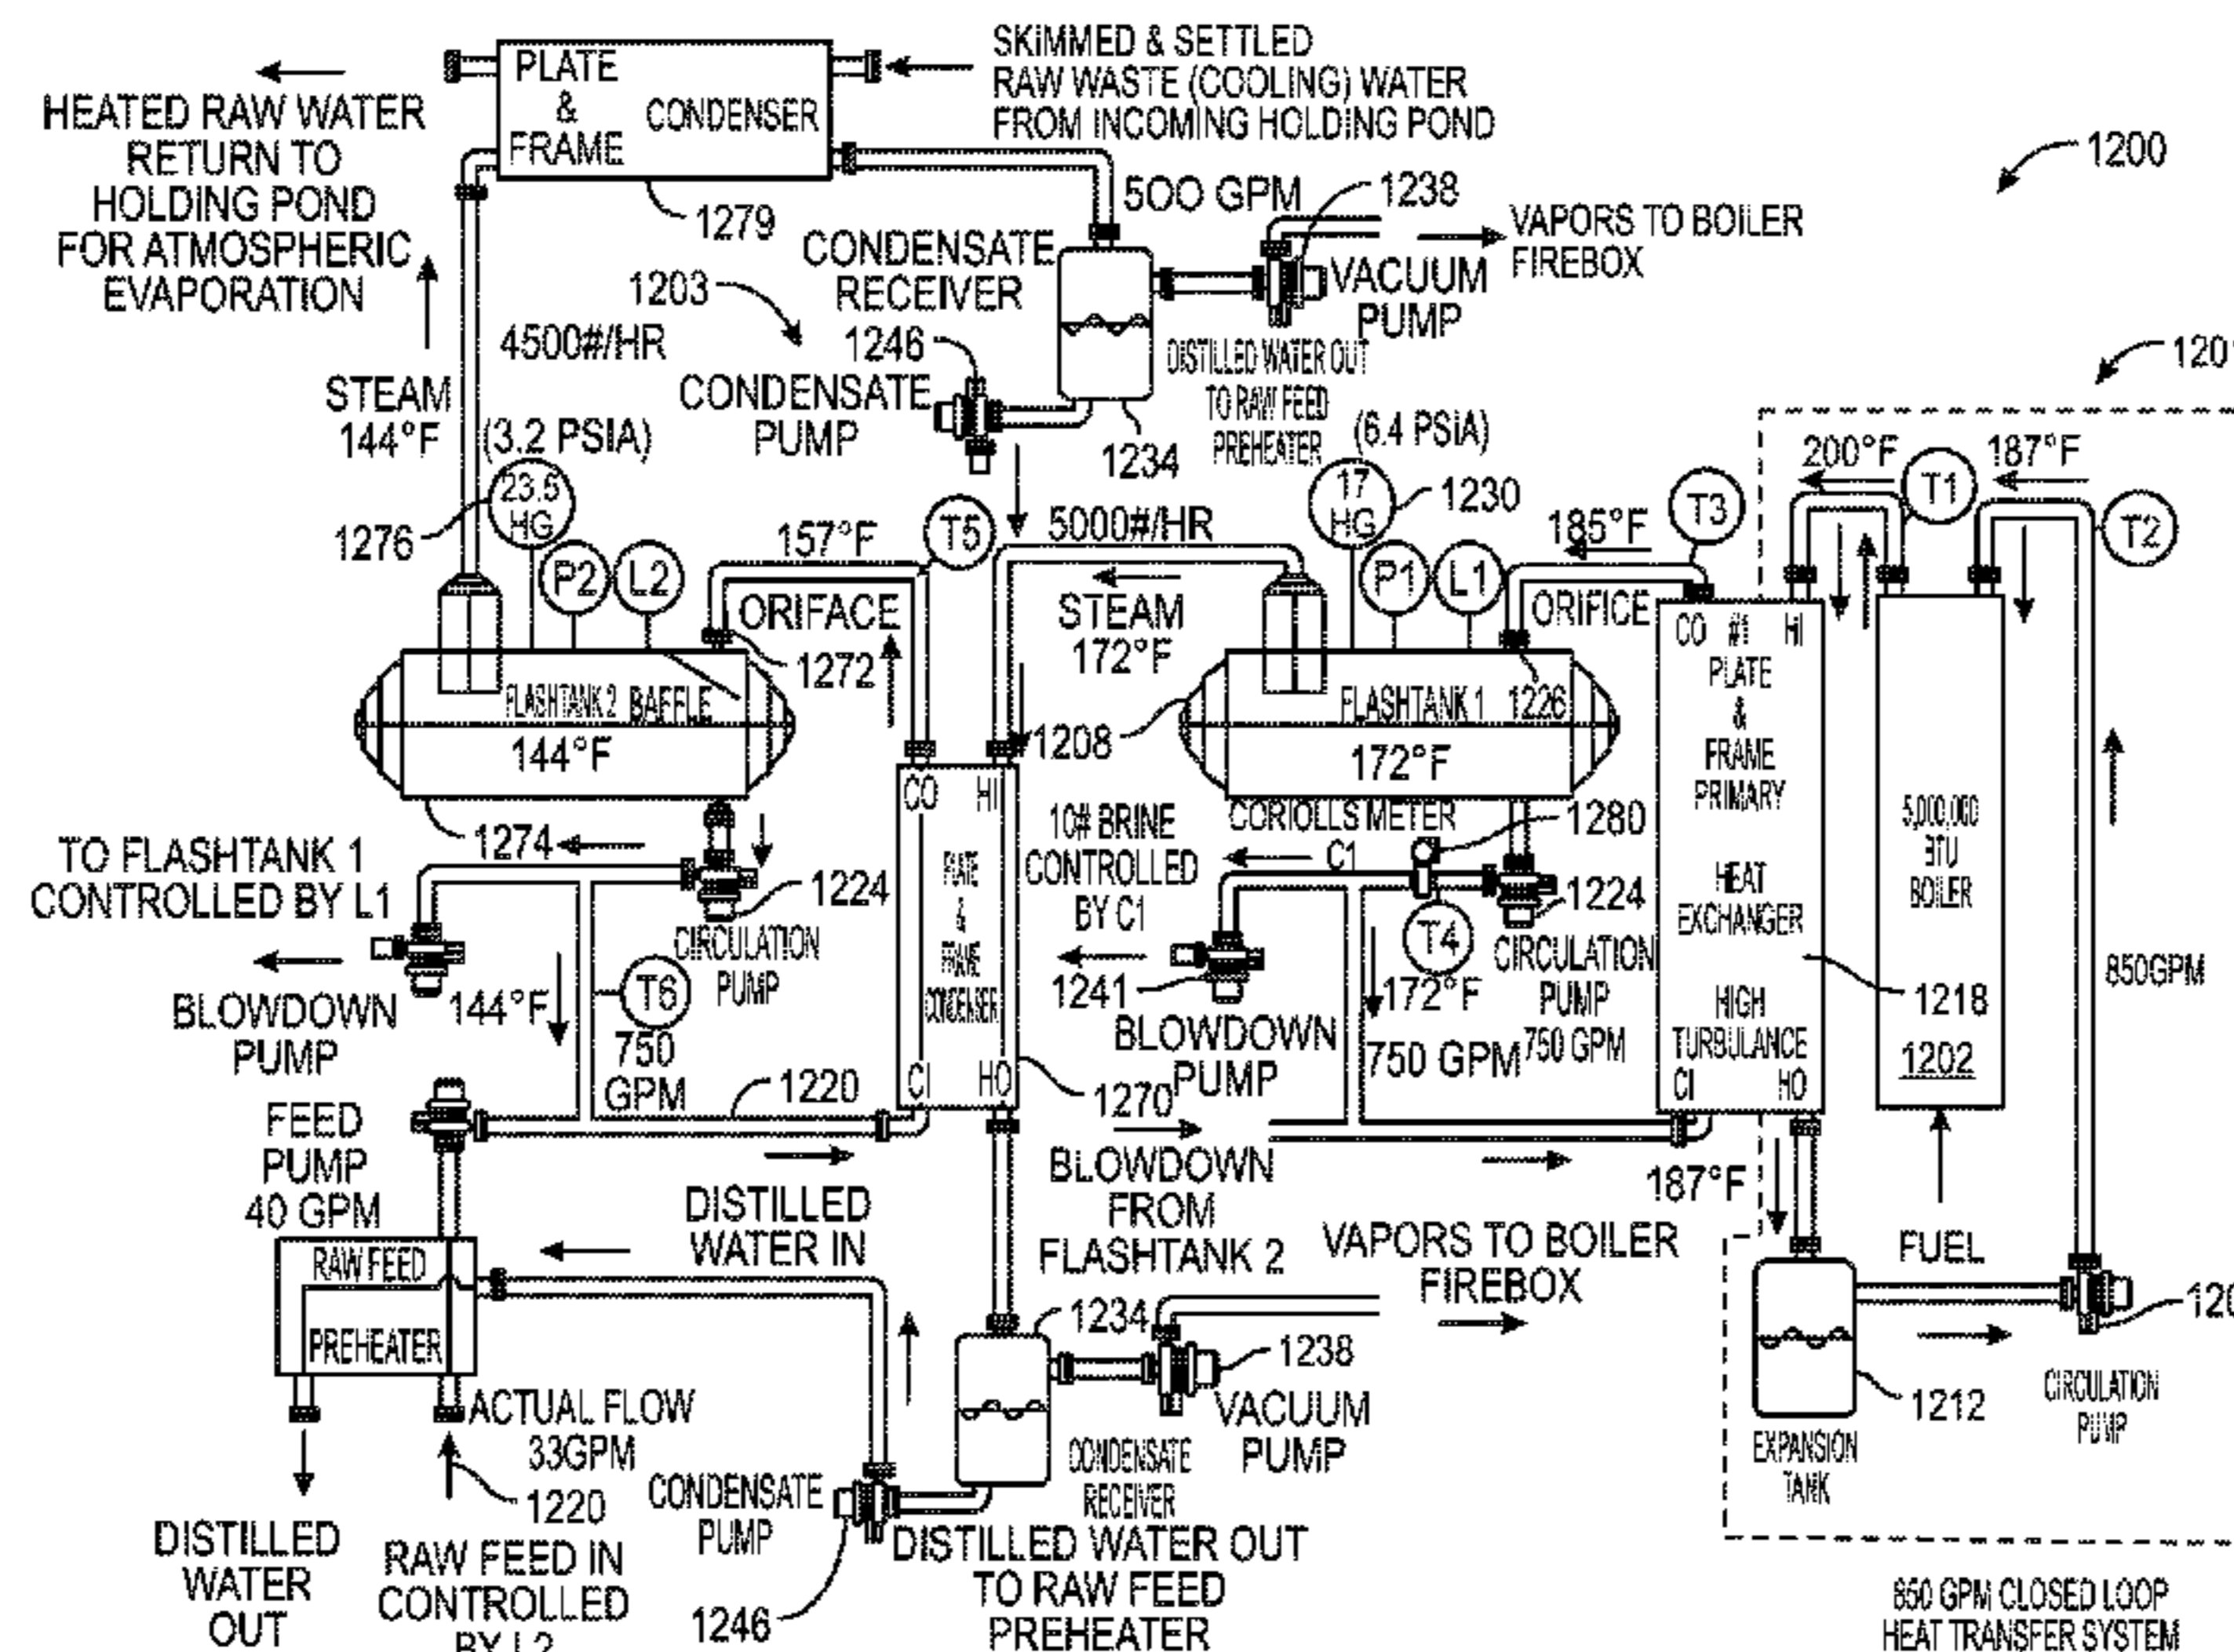 PLATE
&
FRAME
CONDENSER
SKiMMED & SETTLED
RAW WASTE (COOLING) WATER
FROM INCOMING HOLDING POND
HEATED RAW WATER
RETURN TO
HOLDING POND
FOR ATMOSPHERIC
EVAPORATION
1279
1200
500 GPM
1238
VAPORS TO BOILER
FIREBOX
VACUUM
PUMP
1203
CONDENSATE
RECEIVER
1246
CONDENSATE
PUMP
DISTILLED WATER OUT
TO RAW FEED
PREHEATER
1234
4500#/HR
STEAM
144°F
(3.2 PSIA)
23.5
HG
1276
P2
L2
157°F
T5
ORIFACE
1272
5000#/HR
STEAM
172°F
(6.4 PSiA)
17
HG
1230
P1
L1
185°F
T3
ORIFICE
200°F
T1
187°F
T2
FLASHTANK 2
BAFFLE
144°F
1274
1208
FLASHTANK 1
1226
172°F
CO
#1
HI
PLATE
&
FRAME
PRIMARY
HEAT
EXCHANGER
HIGH
TURBULANCE
CI
HO
1218
5,000,000
BTU
BOILER
1202
850GPM
TO FLASHTANK 1
CONTROLLED BY L1
BLOWDOWN
PUMP
1224
CIRCULATION
PUMP
144°F
T6
750
GPM
1220
CO
HI
PLATE
&
FRAME
CONDENSER
CI
HO
1270
10# BRINE
CONTROLLED
BY C1
CORIOLLS METER
C1
1280
1224
T4
172°F
CIRCULATION
PUMP
750 GPM
1241
BLOWDOWN
PUMP
750 GPM
FEED
PUMP
40 GPM
DISTILLED
WATER IN
BLOWDOWN
FROM
FLASHTANK 2
187°F
FUEL
RAW FEED
PREHEATER
ACTUAL FLOW
33GPM
1220
RAW FEED IN
CONTROLLED
BY L2
DISTILLED
WATER
OUT
CONDENSATE
PUMP
1246
1234
1238
VACUUM
PUMP
VAPORS TO BOILER
FIREBOX
CONDENSATE
RECEIVER
DISTILLED WATER OUT
TO RAW FEED
PREHEATER
1212
EXPANSION
TANK
CIRCULATION
PUMP
850 GPM CLOSED LOOP
HEAT TRANSFER SYSTEM